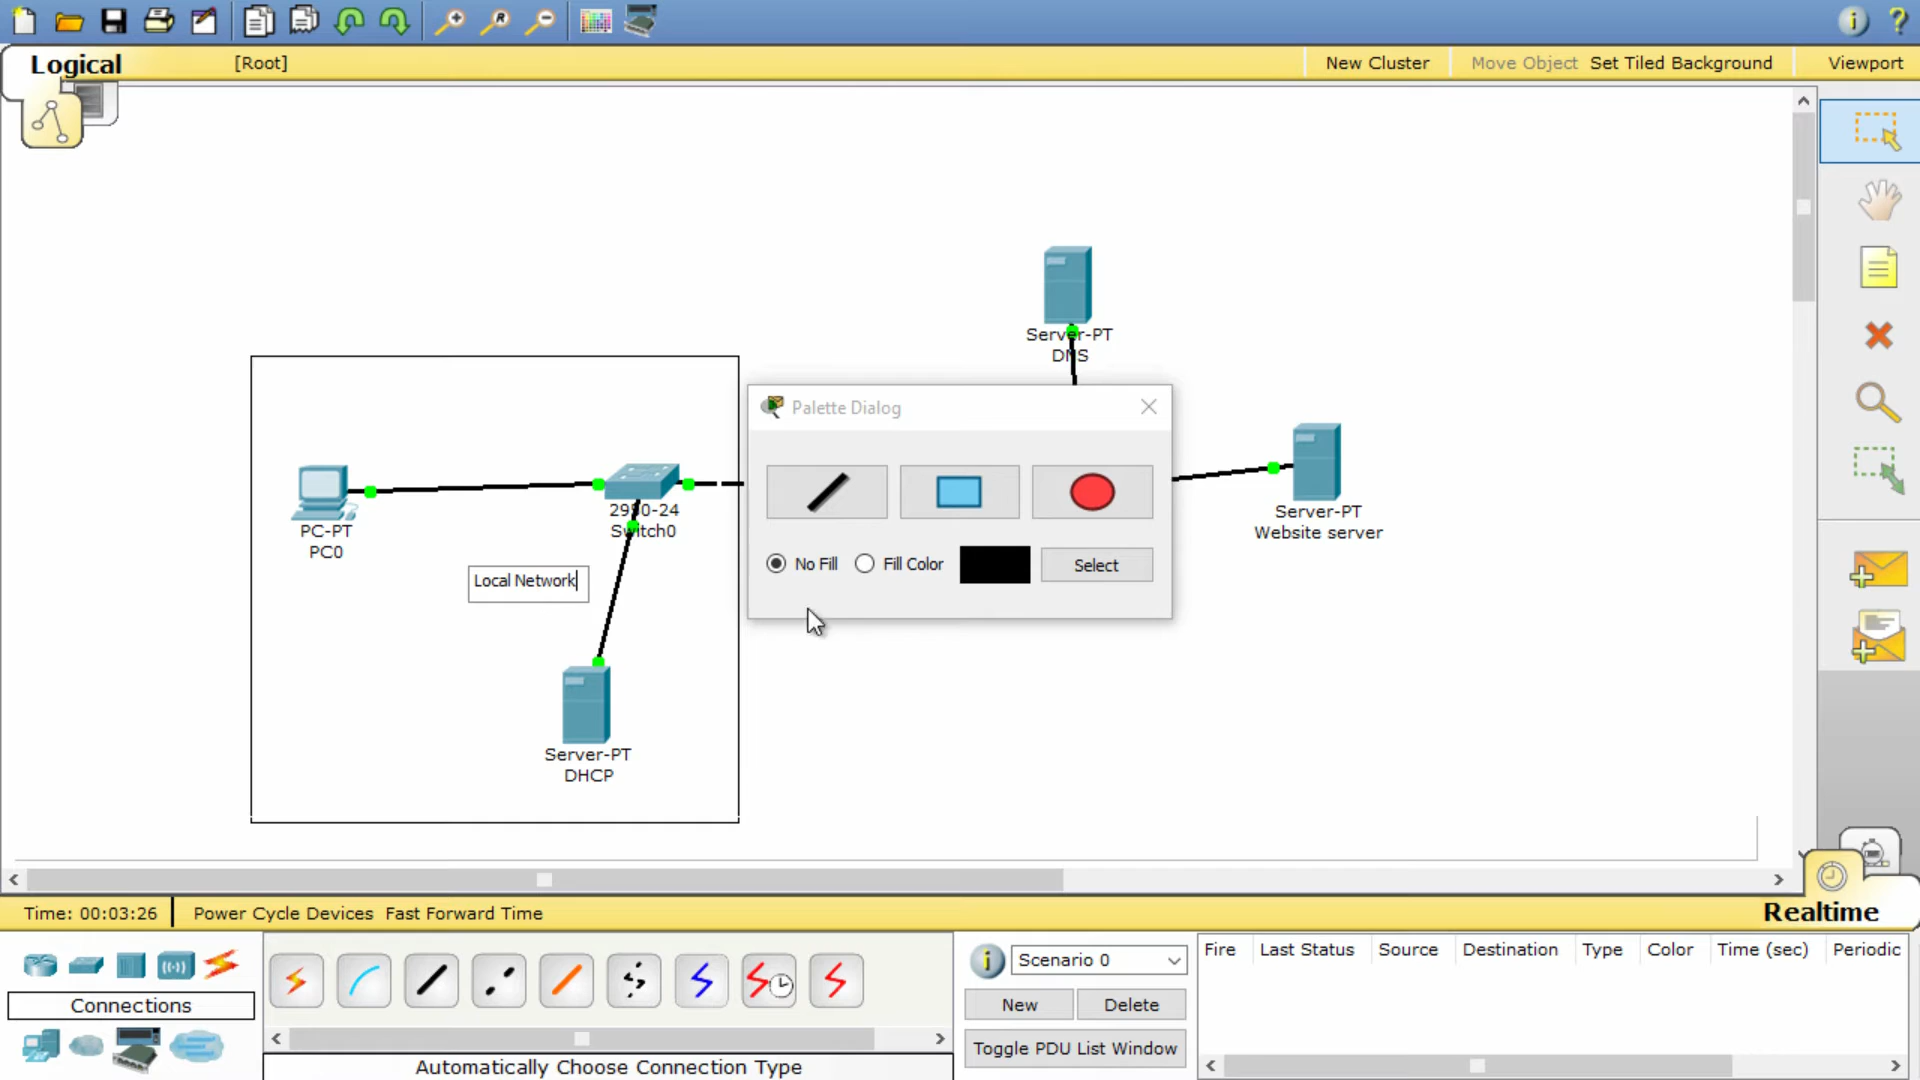 Logical
[Root]
New Cluster
Move Object
Set Tiled Background
Viewport
Server-PT
DNS
Palette Dialog
No Fill
Fill Color
Select
PC-PT
PC0
2950-24
Switch0
Local Network
Server-PT
Website server
Server-PT
DHCP
Time: 00:03:26
Power Cycle Devices
Fast Forward Time
Realtime
Connections
Automatically Choose Connection Type
Scenario 0
New
Delete
Toggle PDU List Window
Fire
Last Status
Source
Destination
Type
Color
Time (sec)
Periodic